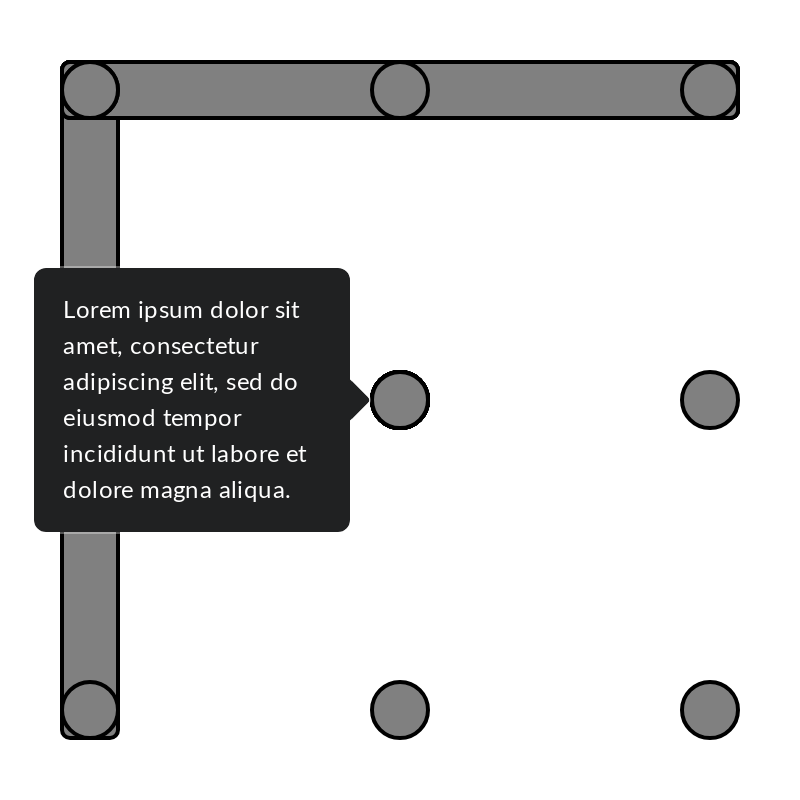 Lorem ipsum dolor sit
amet, consectetur
adipiscing elit, sed do
eiusmod tempor
incididunt ut labore et
dolore magna aliqua.